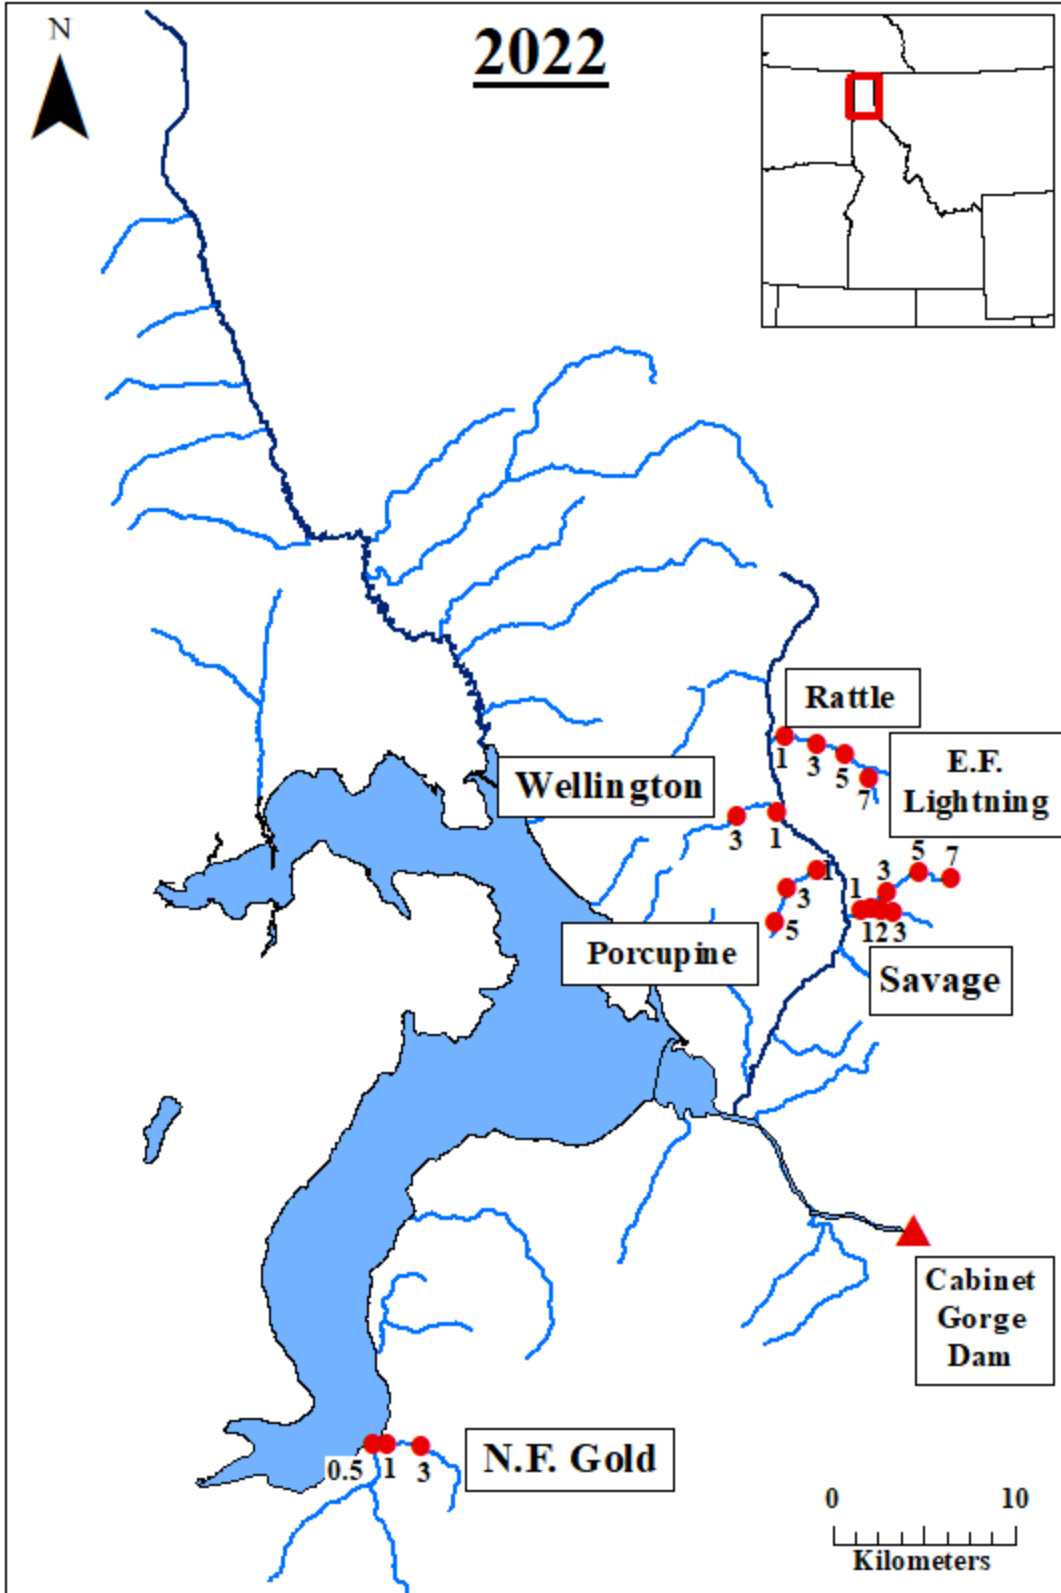 N
2022
Rattle
1
3
5
7
E.F.
Lightning
Wellington
3
1
1
3
5
Porcupine
1
3
5
7
123
Savage
Cabinet
Gorge
Dam
0.5
1
3
N.F. Gold
0
10
Kilometers